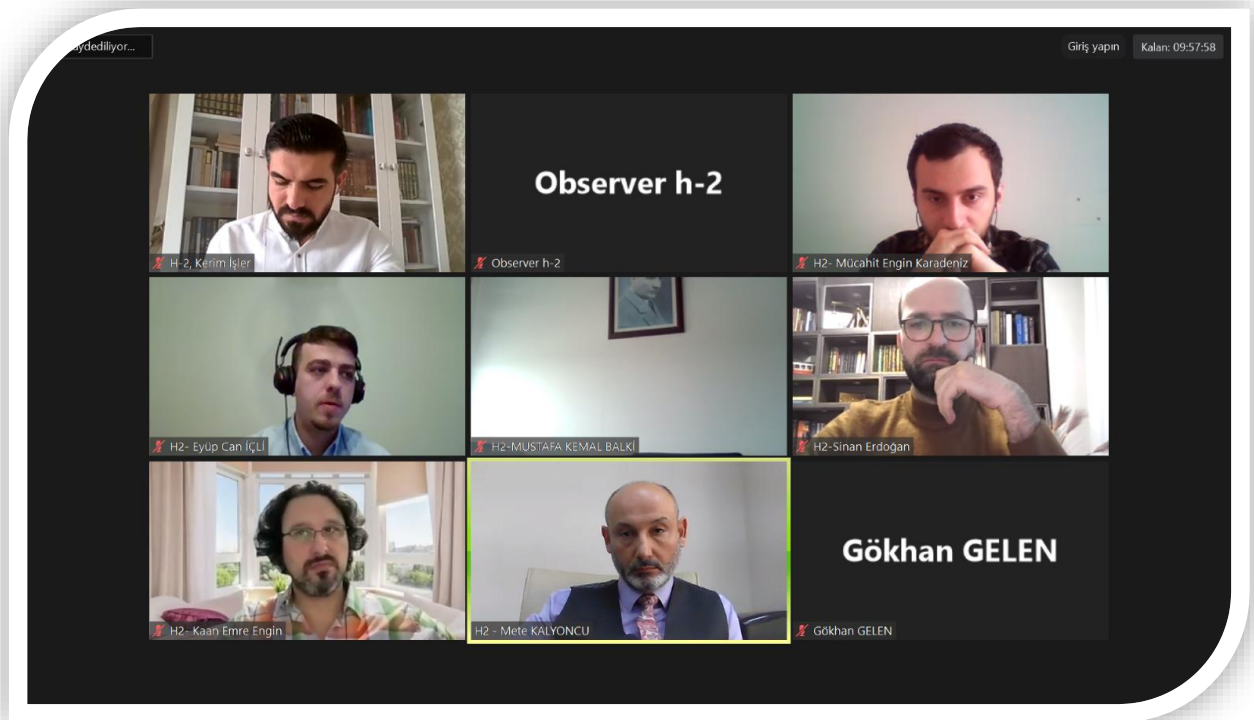 aydediliyor...
Giriş yapın
Kalan: 09:57:58
Observer h-2
H-2, Kerim İşler
Observer h-2
H2- Mücahit Engin Karadeniz
H2- Eyüp Can İÇLİ
H2-MUSTAFA KEMAL BALKİ
H2-Sinan Erdoğan
Gökhan GELEN
H2- Kaan Emre Engin
H2 - Mete KALYONCU
Gökhan GELEN